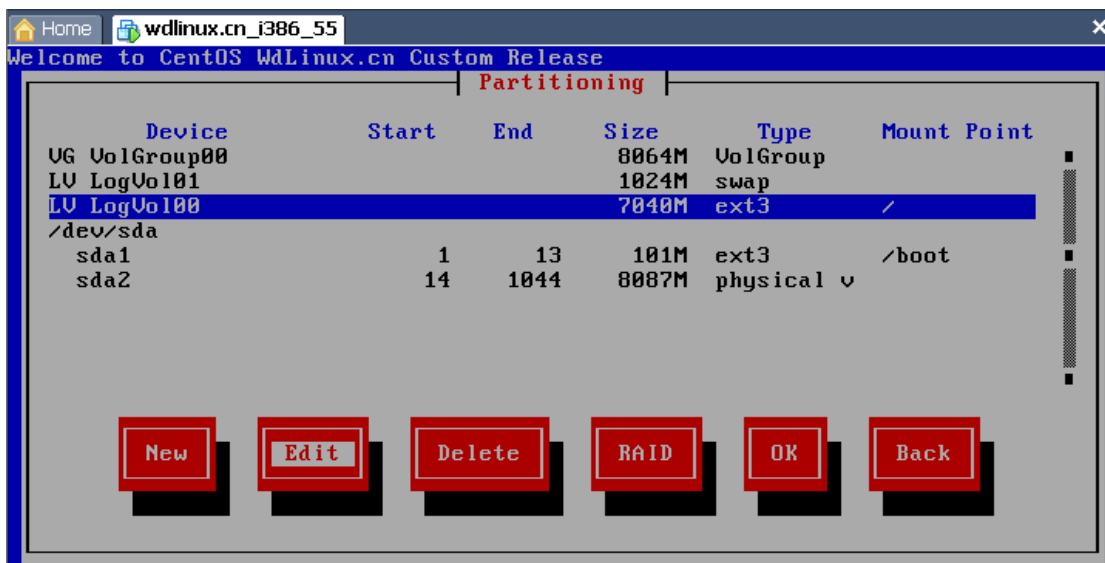 Home wdlinux.cn_i386_55
Welcome to CentOS WdLinux.cn Custom Release
Partitioning
Device Start End Size Type Mount Point
VG VolGroup00 8064M VolGroup
LV LogVol01 1024M swap
LV LogVol00 7040M ext3 /
/dev/sda
sda1 1 13 101M ext3 /boot
sda2 14 1044 8087M physical v
New Edit Delete RAID OK Back